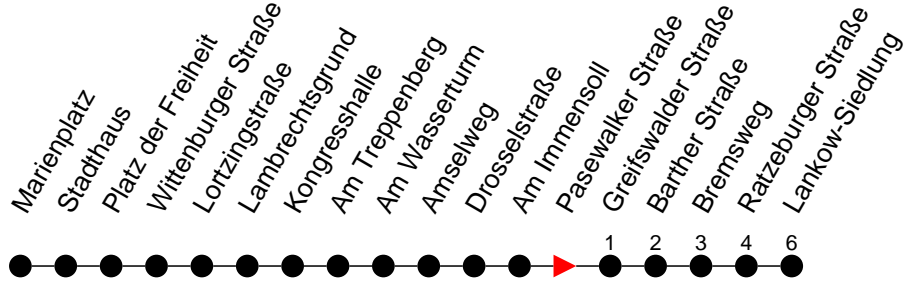 Marienplatz
Stadthaus
Platz der Freiheit
Wittenburger Straße
Lortzingstraße
Lambrechtsgrund
Kongresshalle
Am Treppenberg
Am Wasserturm
Amselweg
Drosselstraße
Am Immensoll
Pasewalker Straße
Greifswalder Straße
Barther Straße
Bremsweg
Ratzeburger Straße
Lankow-Siedlung
1 2 3 4 6